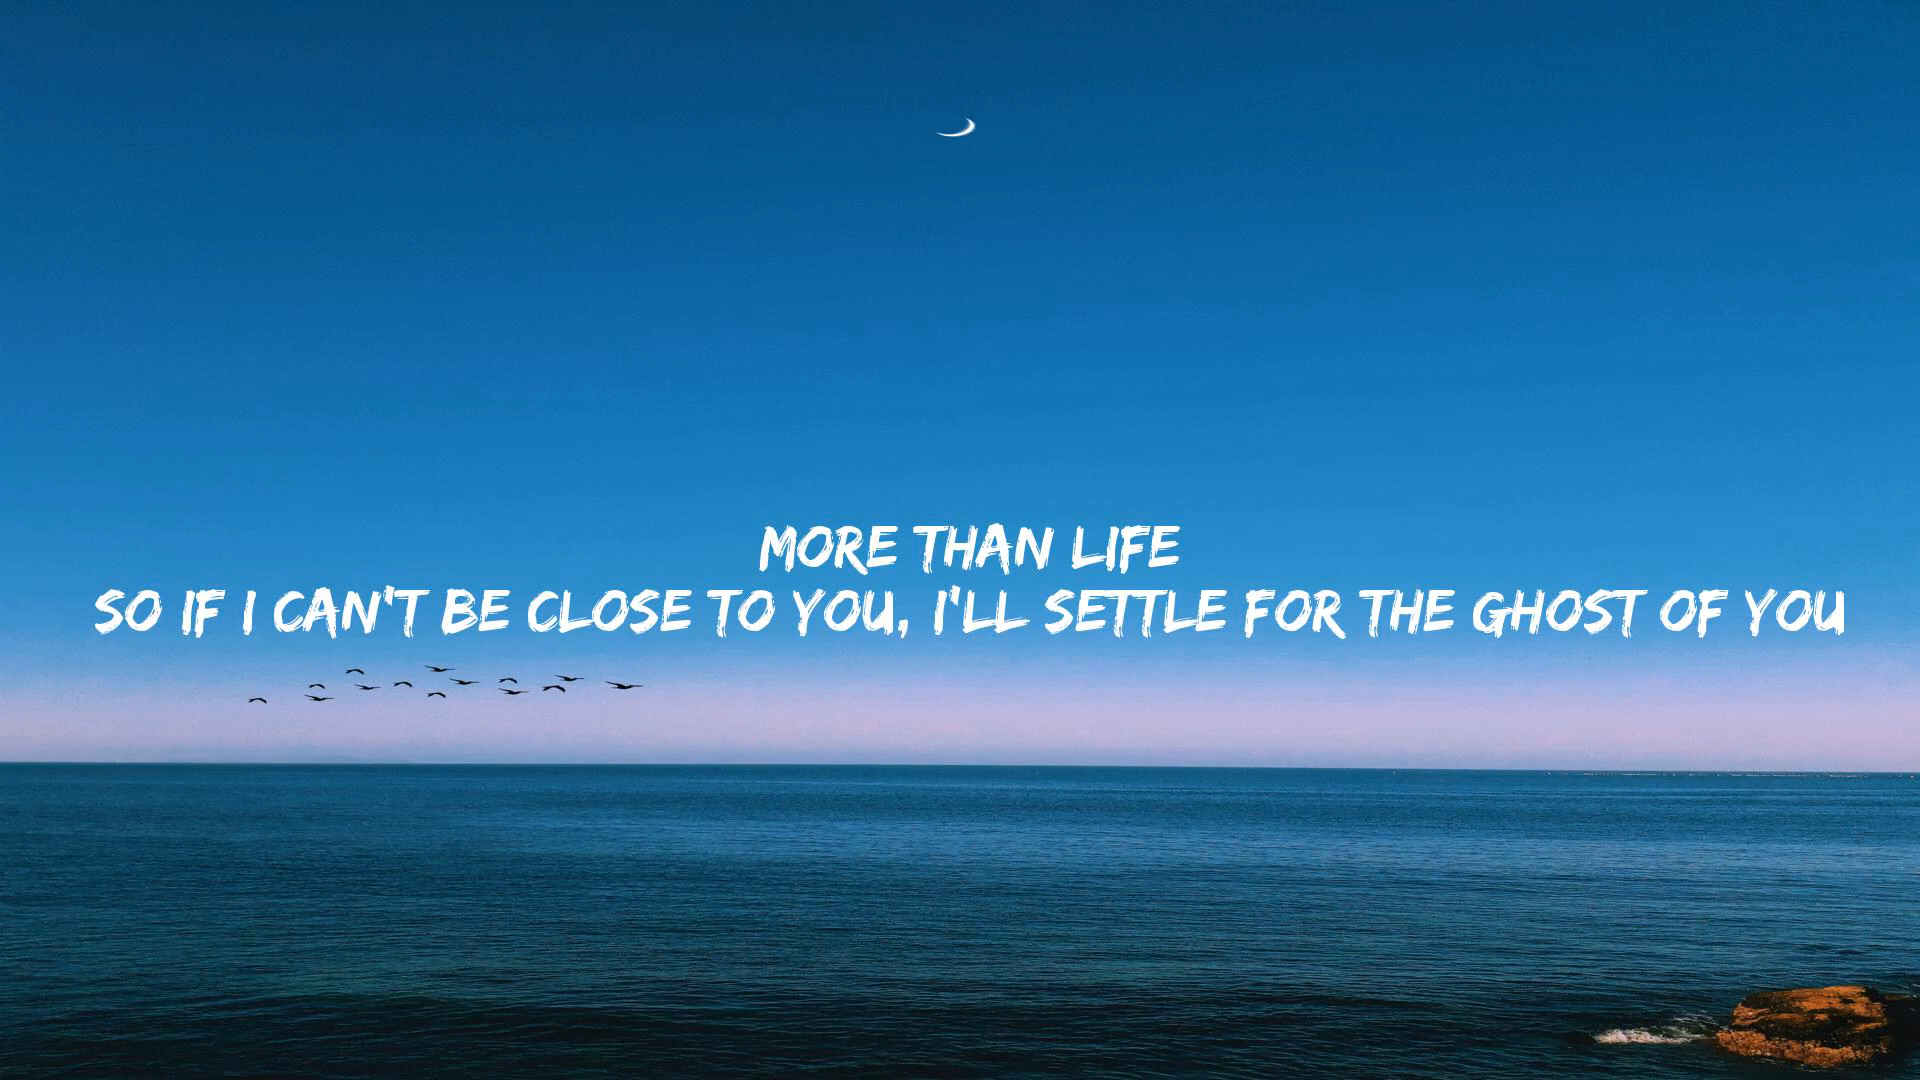 MORE THAN LIFE
SO IF I CAN'T BE CLOSE TO YOU, I'LL SETTLE FOR THE GHOST OF YOU